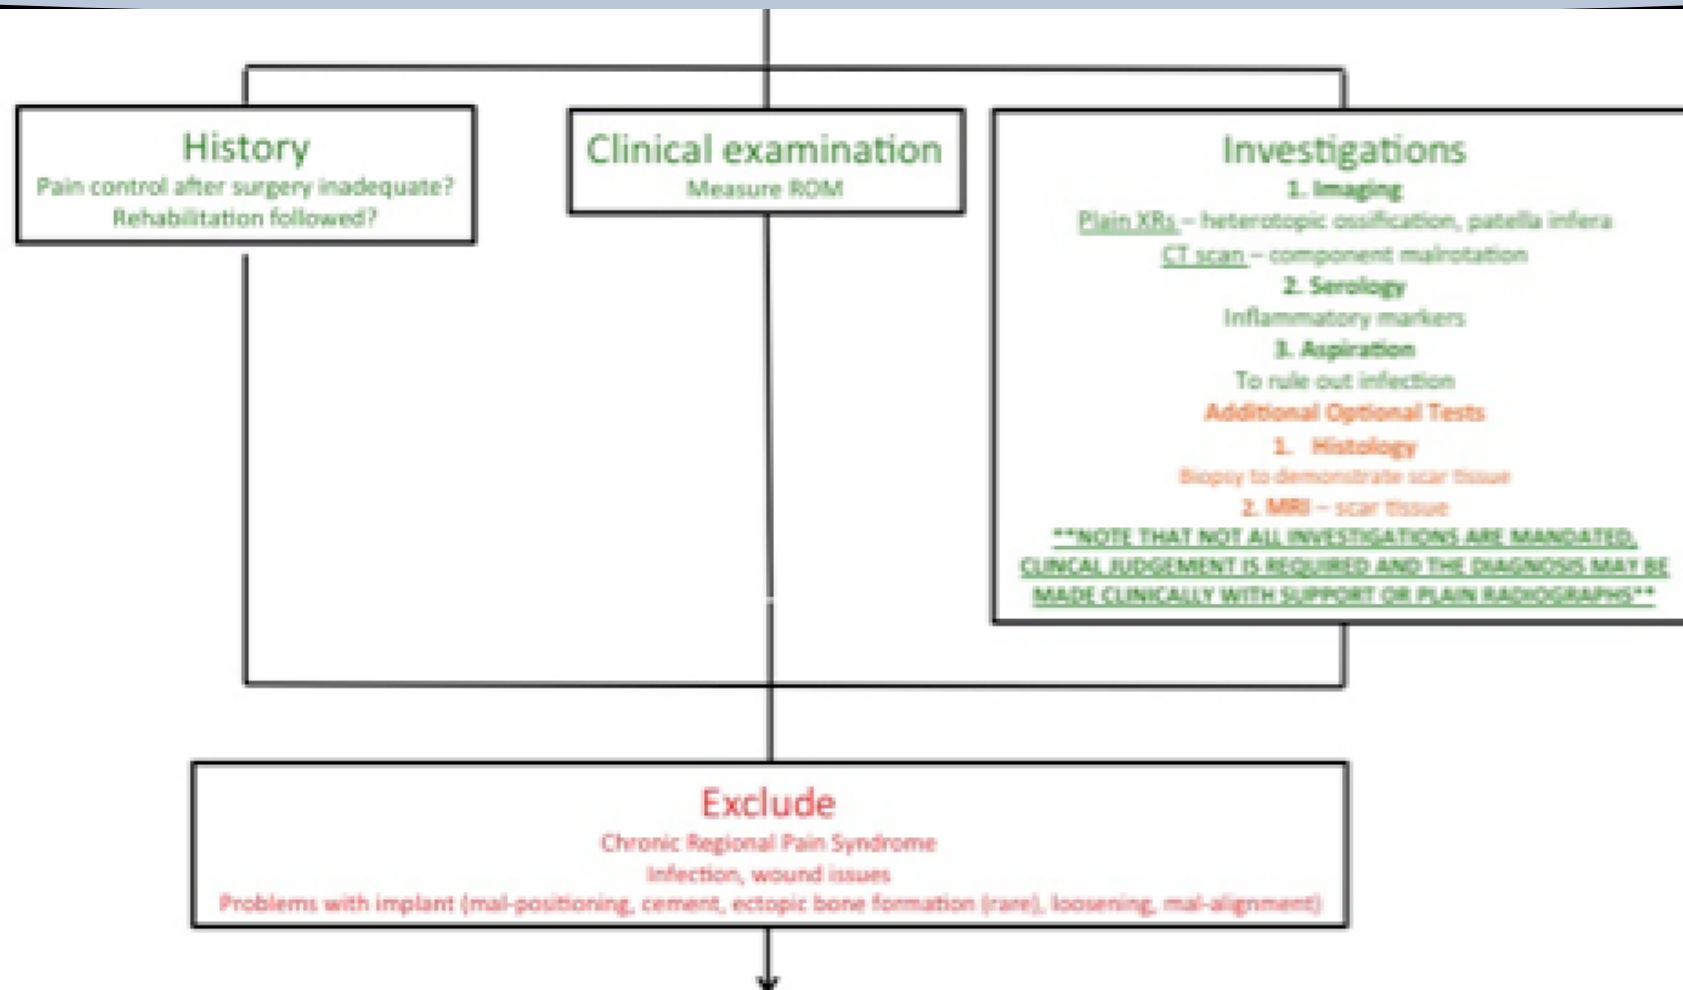 History
Pain control after surgery inadequate?
Rehabilitation followed?
Clinical examination
Measure ROM
Investigations
1. Imaging
Plain XRs – heterotopic ossification, patella infera
CT scan – component malrotation
2. Serology
Inflammatory markers
3. Aspiration
To rule out infection
Additional Optional Tests
1. Histology
Biopsy to demonstrate scar tissue
2. MRI – scar tissue
**NOTE THAT NOT ALL INVESTIGATIONS ARE MANDATED,
CLINCAL JUDGEMENT IS REQUIRED AND THE DIAGNOSIS MAY BE
MADE CLINICALLY WITH SUPPORT OR PLAIN RADIOGRAPHS**
Exclude
Chronic Regional Pain Syndrome
Infection, wound issues
Problems with implant (mal-positioning, cement, ectopic bone formation (rare), loosening, mal-alignment)